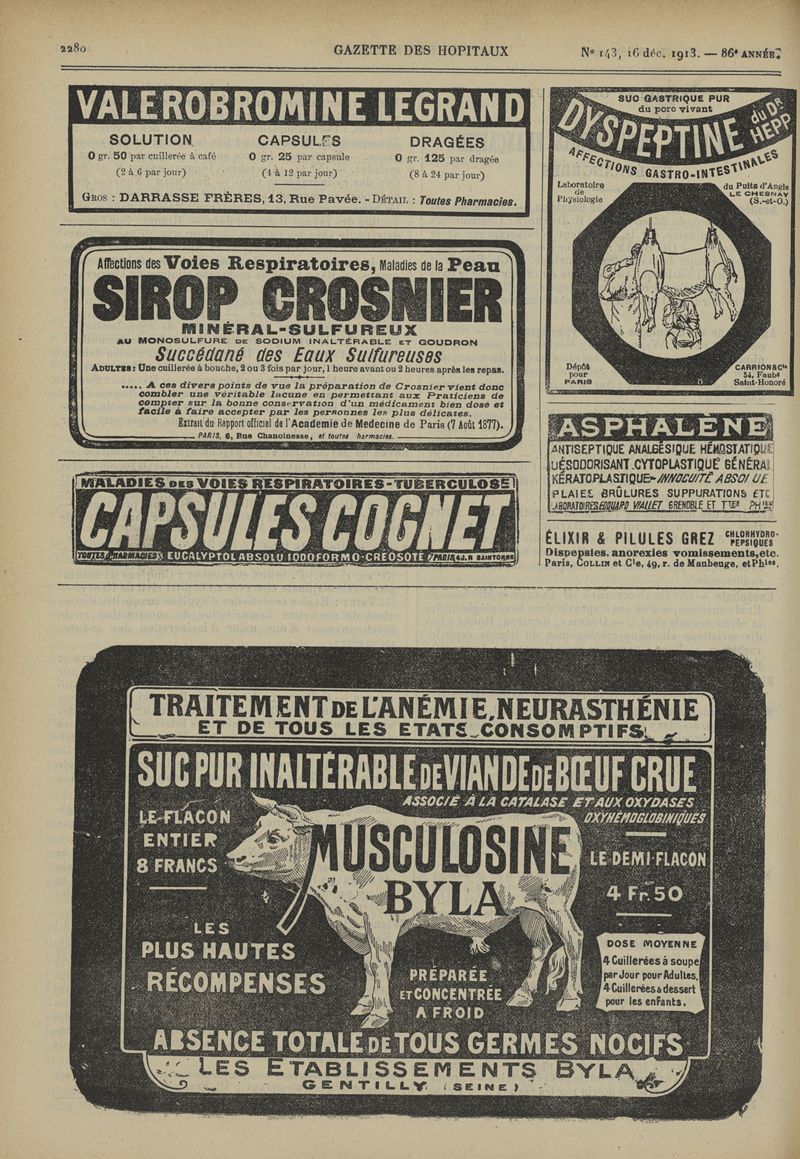 2280
GAZETTE DES HOPITAUX
Nº 143, 16 déc. 1913. — 86e ANNÉE
VALEROBROMINE LEGRAND
SOLUTION
0 gr. 50 par cuillerée à café
(2 à 6 par jour)
CAPSULES
0 gr. 25 par capsule
(4 à 12 par jour)
DRAGÉES
0 gr. 125 par dragée
(8 à 24 par jour)
GROS : DARRASSE FRÈRES, 13, Rue Pavée. - DÉTAIL : Toutes Pharmacies.
Affections des Voies Respiratoires, Maladies de la Peau
SIROP CROSNIER
MINÉRAL-SULFUREUX
AU MONOSULFURE DE SODIUM INALTÉRABLE ET GOUDRON
Succédané des Eaux Sulfureuses
ADULTES: Une cuillerée à bouche, 2 ou 3 fois par jour, 1 heure avant ou 2 heures après les repas.
..... A ces divers points de vue la préparation de Crosnier vient donc
combler une véritable lacune en permettant aux Praticiens de
compter sur la bonne conservation d'un médicament bien dosé et
facile à faire accepter par les personnes les plus délicates.
Extrait du Rapport officiel de l'Academie de Medecine de Paris (7 Août 1877).
PARIS, 6, Rue Chanoinesse, et toutes harmacies.
MALADIES DES VOIES RESPIRATOIRES-TUBERCULOSE
CAPSULES COGNET
TOUTES PHARMACIES EUCALYPTOL ABSOLU IODOFORMO-CRÉOSOTÉ PARIS, 43, R. SAINTONGE
SUC GASTRIQUE PUR
du porc vivant
DYSPEPTINE du Dr HEPP
AFFECTIONS GASTRO-INTESTINALES
Laboratoire
de
Physiologie
du Puits d'Angle
LE CHESNAY
(S.-et-O.)
Dépôt
pour
PARIS
CARRION & Cie
54, Faubg
Saint-Honoré
ASPHALÈNE
ANTISEPTIQUE ANALGÉSIQUE HÉMOSTATIQUE
DÉSODORISANT. CYTOPLASTIQUE GÉNÉRAL
KÉRATOPLASTIQUE - INNOCUITÉ ABSOLUE
PLAIES BRÛLURES SUPPURATIONS ETC
LABORATOIRES EDOUARD VIALLET GRENOBLE ET TTES PHIES
ÉLIXIR & PILULES GREZ CHLORHYDRO-
PEPSIQUES
Dispepsies, anorexies vomissements, etc.
Paris, COLLIN et Cie, 49, r. de Maubeuge, et Phies.
TRAITEMENT DE L'ANÉMIE, NEURASTHÉNIE
ET DE TOUS LES ETATS CONSOMPTIFS
SUC PUR INALTÉRABLE DE VIANDE DE BŒUF CRUE
ASSOCIÉ À LA CATALASE ET AUX OXYDASES
OXYHÉMOGLOBINIQUES
LE FLACON
ENTIER
8 FRANCS
MUSCULOSINE
BYLA
LE DEMI-FLACON
4 Fr. 50
LES
PLUS HAUTES
RÉCOMPENSES
PRÉPARÉE
ET CONCENTRÉE
A FROID
DOSE MOYENNE
4 Cuillerées à soupe
par Jour pour Adultes,
4 Cuillerées à dessert
pour les enfants.
ABSENCE TOTALE DE TOUS GERMES NOCIFS
LES ETABLISSEMENTS BYLA
GENTILLY (SEINE)